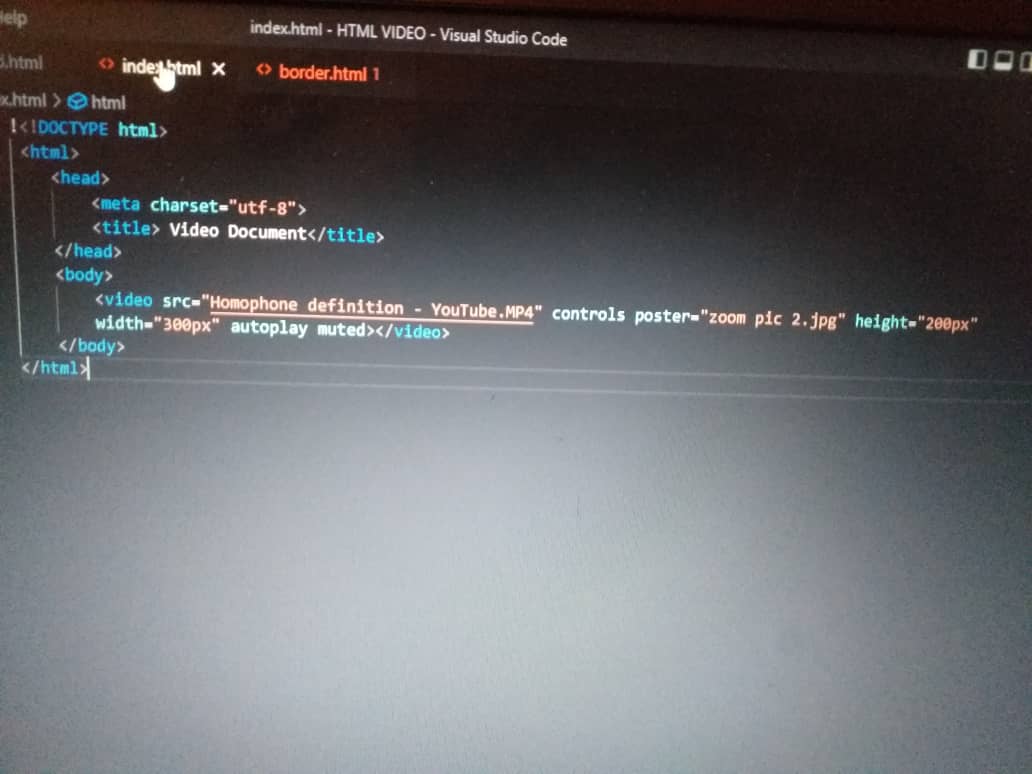 elp
index.html - HTML VIDEO - Visual Studio Code
.html <> index.html × <> border.html 1
x.html > html
!<!DOCTYPE html>
<html>
<head>
<meta charset="utf-8">
<title> Video Document</title>
</head>
<body>
<video src="Homophone definition - YouTube.MP4" controls poster="zoom pic 2.jpg" height="200px"
width="300px" autoplay muted></video>
</body>
</html>